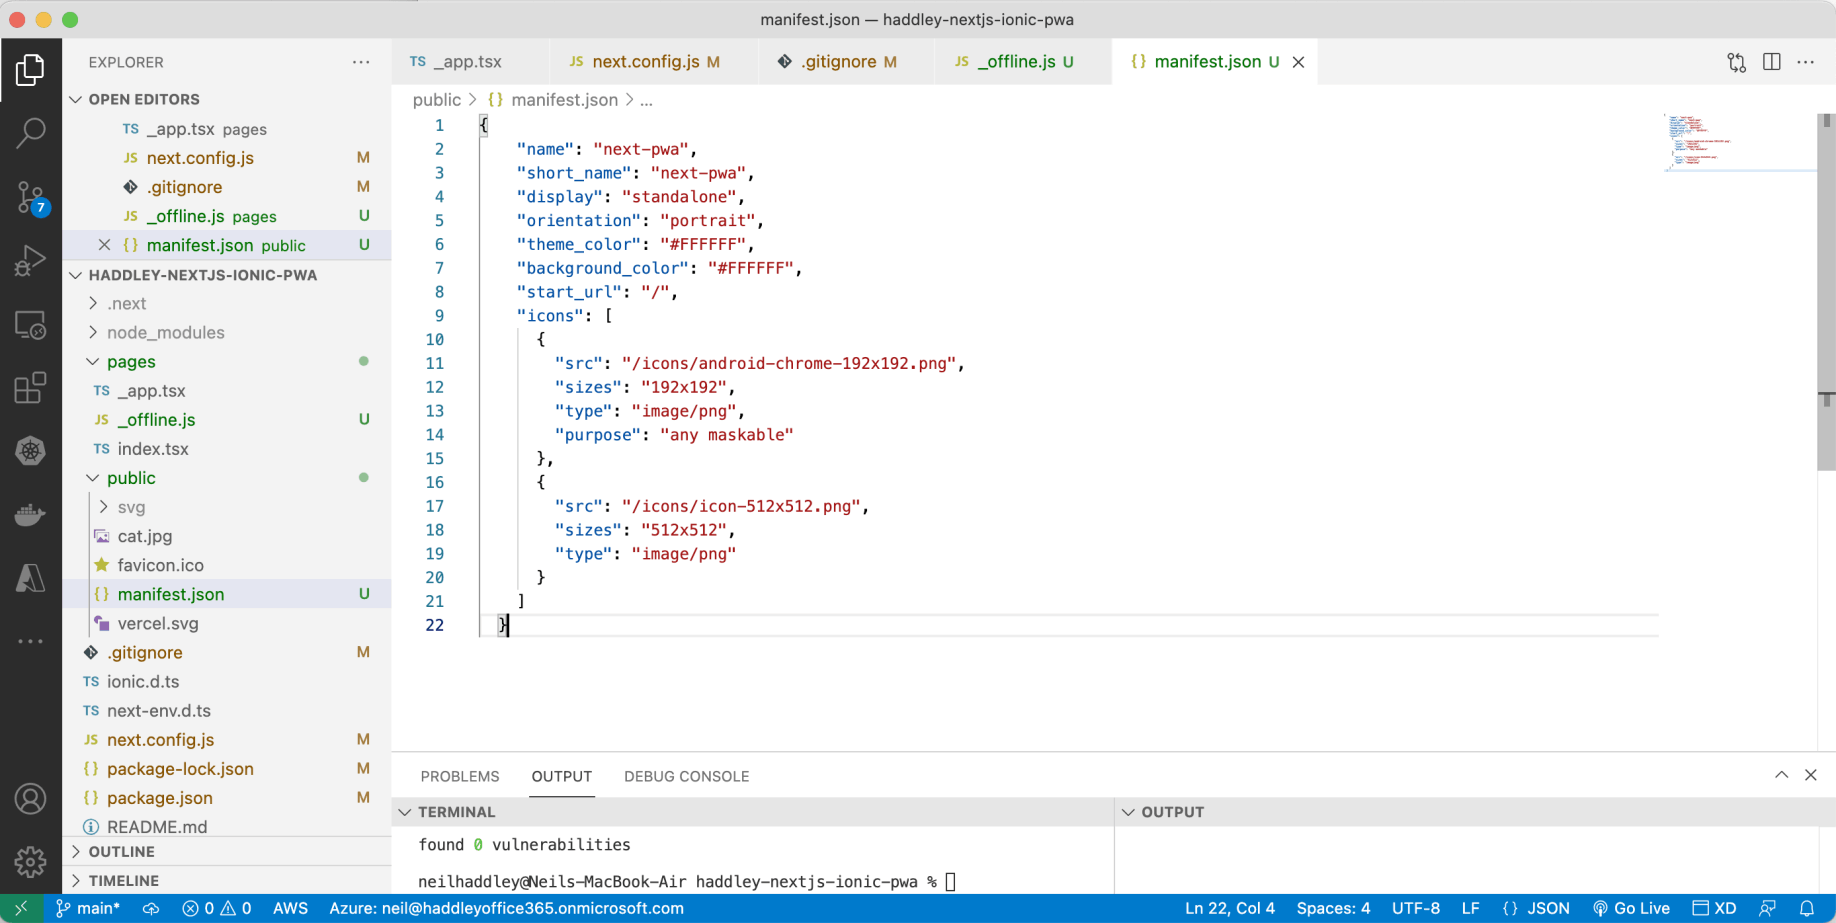 manifest.json — haddley-nextjs-ionic-pwa
EXPLORER
OPEN EDITORS
TS _app.tsx pages
JS next.config.js M
.gitignore M
JS _offline.js pages U
{} manifest.json public U
HADDLEY-NEXTJS-IONIC-PWA
.next
node_modules
pages
TS _app.tsx
JS _offline.js U
TS index.tsx
public
svg
cat.jpg
favicon.ico
{} manifest.json U
vercel.svg
.gitignore M
TS ionic.d.ts
TS next-env.d.ts
JS next.config.js M
{} package-lock.json M
{} package.json M
README.md
OUTLINE
TIMELINE
7
TS _app.tsx JS next.config.js M .gitignore M JS _offline.js U {} manifest.json U
public > {} manifest.json > ...
1 {
2 "name": "next-pwa",
3 "short_name": "next-pwa",
4 "display": "standalone",
5 "orientation": "portrait",
6 "theme_color": "#FFFFFF",
7 "background_color": "#FFFFFF",
8 "start_url": "/",
9 "icons": [
10 {
11 "src": "/icons/android-chrome-192x192.png",
12 "sizes": "192x192",
13 "type": "image/png",
14 "purpose": "any maskable"
15 },
16 {
17 "src": "/icons/icon-512x512.png",
18 "sizes": "512x512",
19 "type": "image/png"
20 }
21 ]
22 }
PROBLEMS OUTPUT DEBUG CONSOLE
TERMINAL
found 0 vulnerabilities
neilhaddley@Neils-MacBook-Air haddley-nextjs-ionic-pwa %
OUTPUT
main* 0 0 AWS Azure: neil@haddleyoffice365.onmicrosoft.com Ln 22, Col 4 Spaces: 4 UTF-8 LF {} JSON Go Live XD